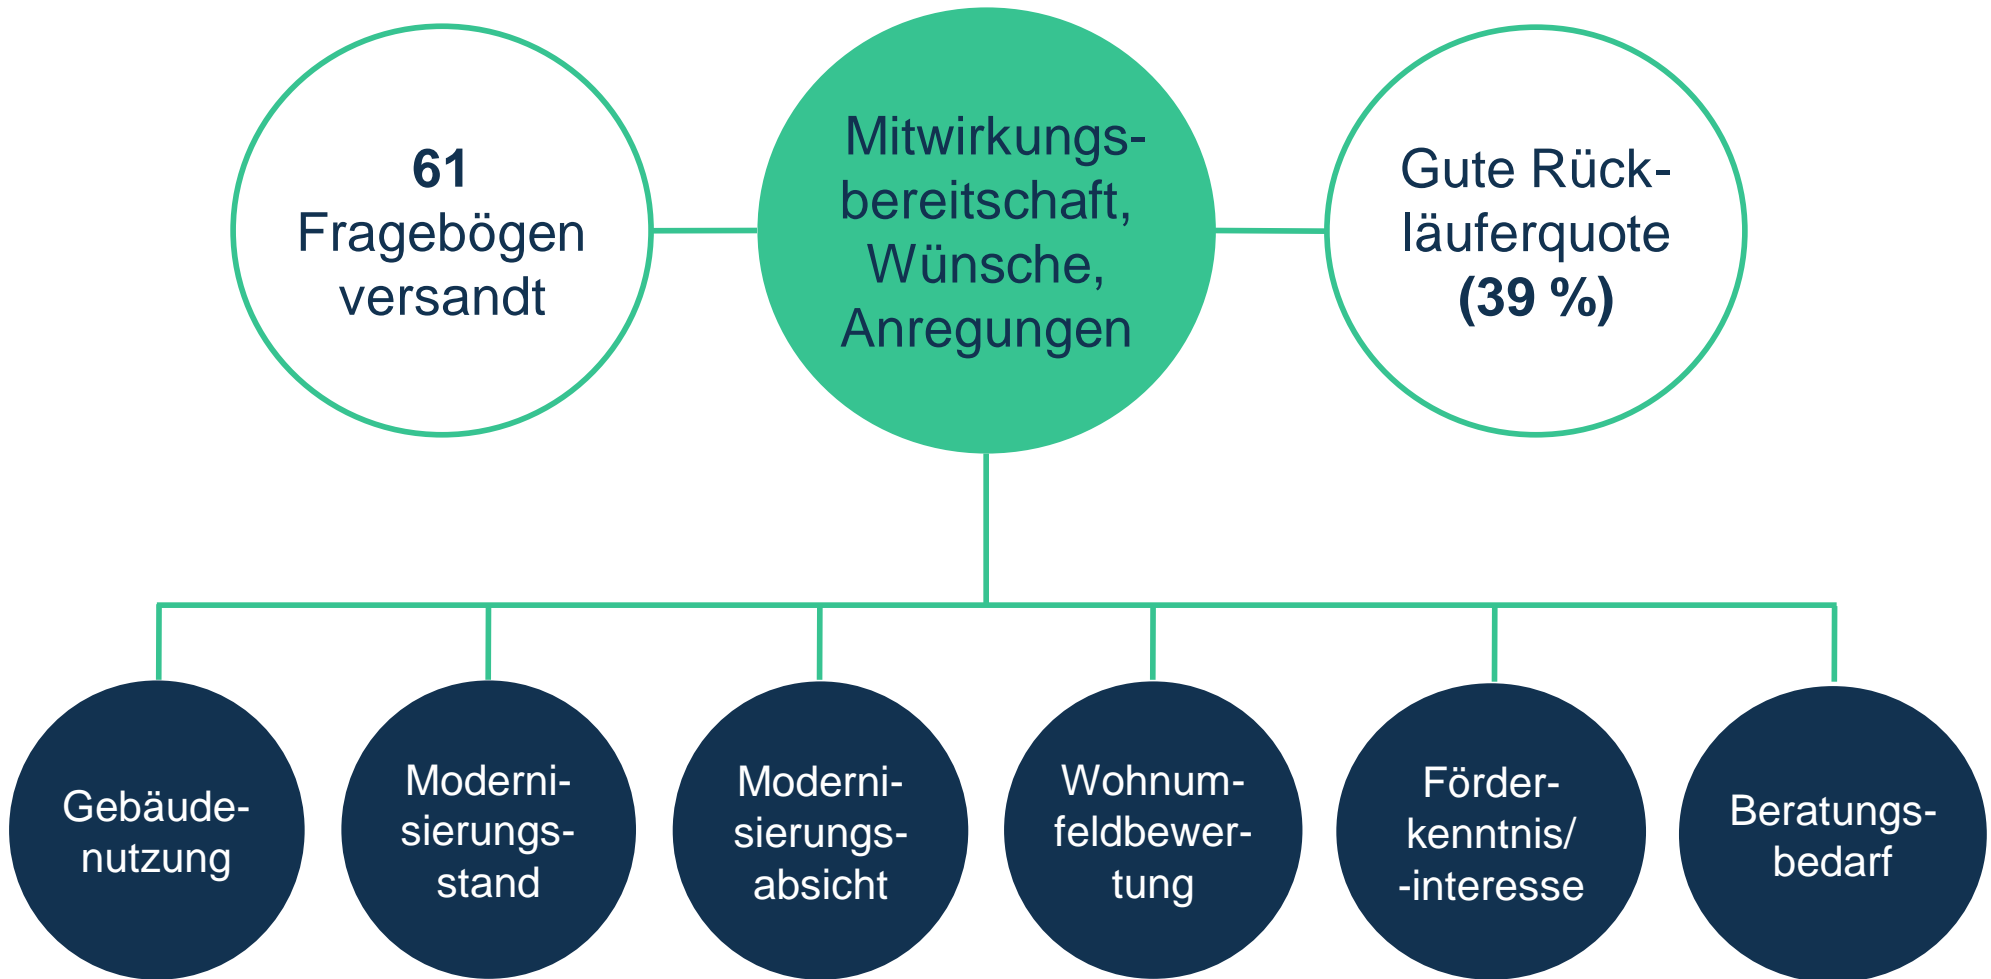 61
Fragebögen
versandt
Mitwirkungs-
bereitschaft,
Wünsche,
Anregungen
Gute Rück-
läuferquote
(39 %)
Gebäude-
nutzung
Moderni-
sierungs-
stand
Moderni-
sierungs-
absicht
Wohnum-
feldbewer-
tung
Förder-
kenntnis/
-interesse
Beratungs-
bedarf